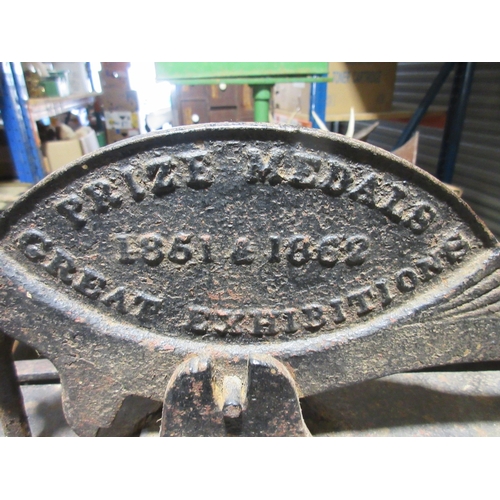 PRIZE MEDALS
1851 & 1862
GREAT EXHIBITIONS